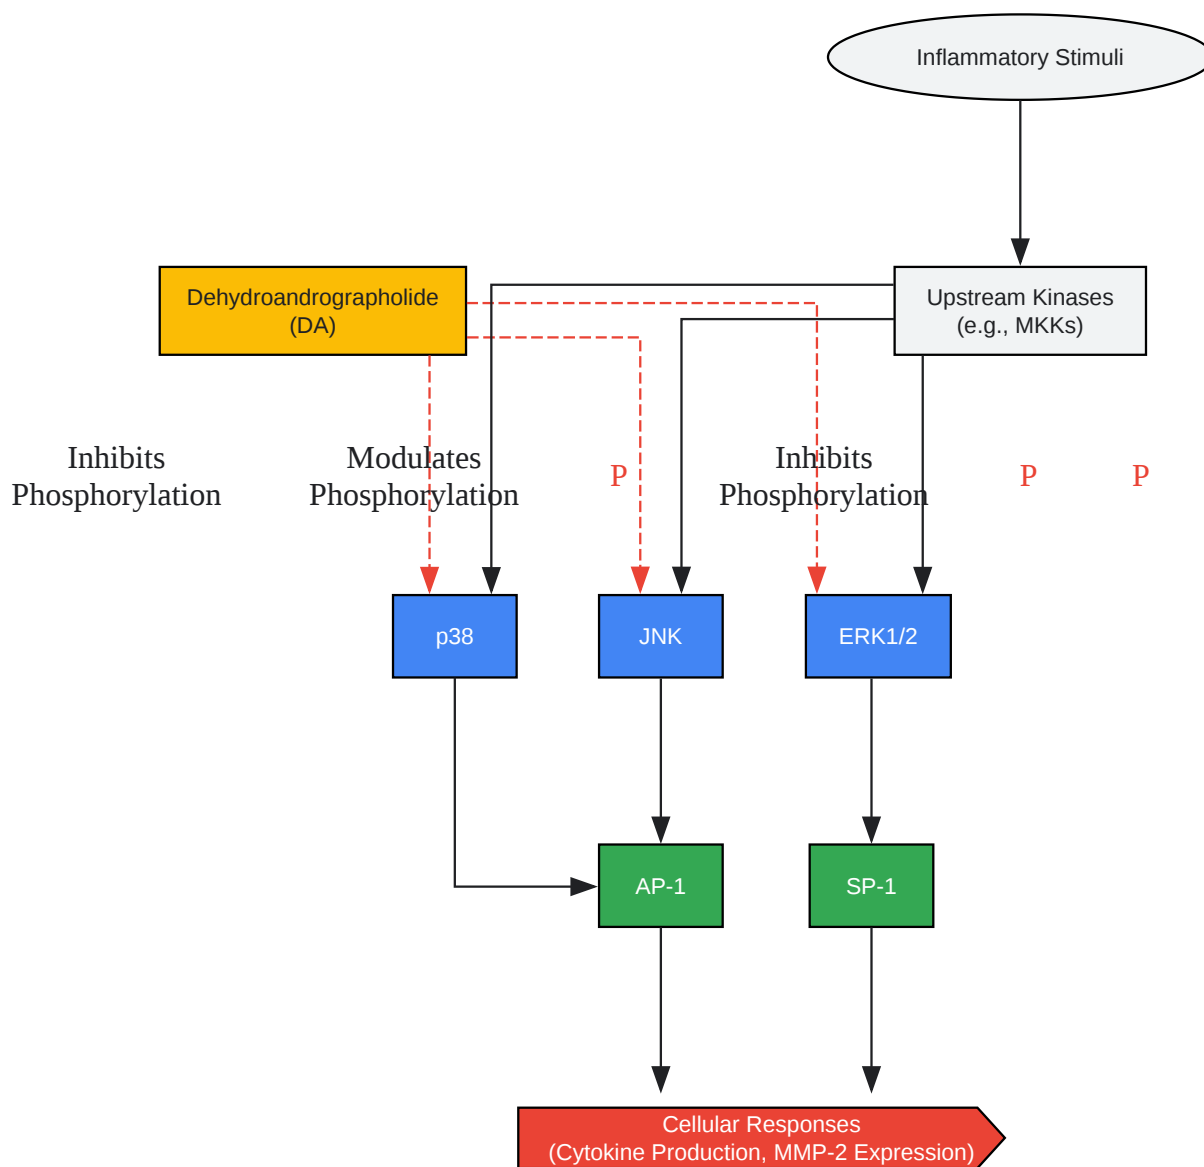 Inflammatory Stimuli
Dehydroandrographolide
(DA)
Upstream Kinases
(e.g., MKKs)
Inhibits
Phosphorylation
Modulates
Phosphorylation
P
Inhibits
Phosphorylation
P
P
p38
JNK
ERK1/2
AP-1
SP-1
Cellular Responses
(Cytokine Production, MMP-2 Expression)